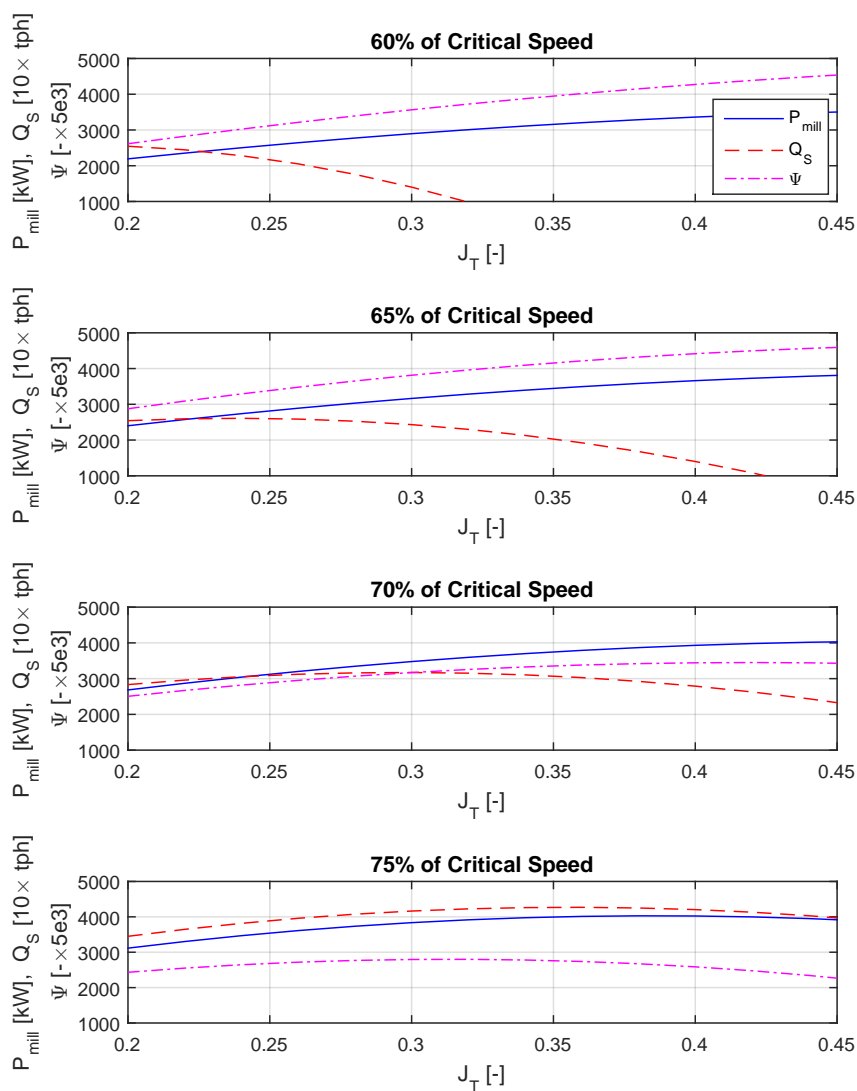 60% of Critical Speed
P_mill [kW], Q_S [10× tph]
Ψ [-×5e3]
5000
4000
3000
2000
1000
P_mill
Q_S
Ψ
0.2 0.25 0.3 0.35 0.4 0.45
J_T [-]
65% of Critical Speed
P_mill [kW], Q_S [10× tph]
Ψ [-×5e3]
5000
4000
3000
2000
1000
0.2 0.25 0.3 0.35 0.4 0.45
J_T [-]
70% of Critical Speed
P_mill [kW], Q_S [10× tph]
Ψ [-×5e3]
5000
4000
3000
2000
1000
0.2 0.25 0.3 0.35 0.4 0.45
J_T [-]
75% of Critical Speed
P_mill [kW], Q_S [10× tph]
Ψ [-×5e3]
5000
4000
3000
2000
1000
0.2 0.25 0.3 0.35 0.4 0.45
J_T [-]